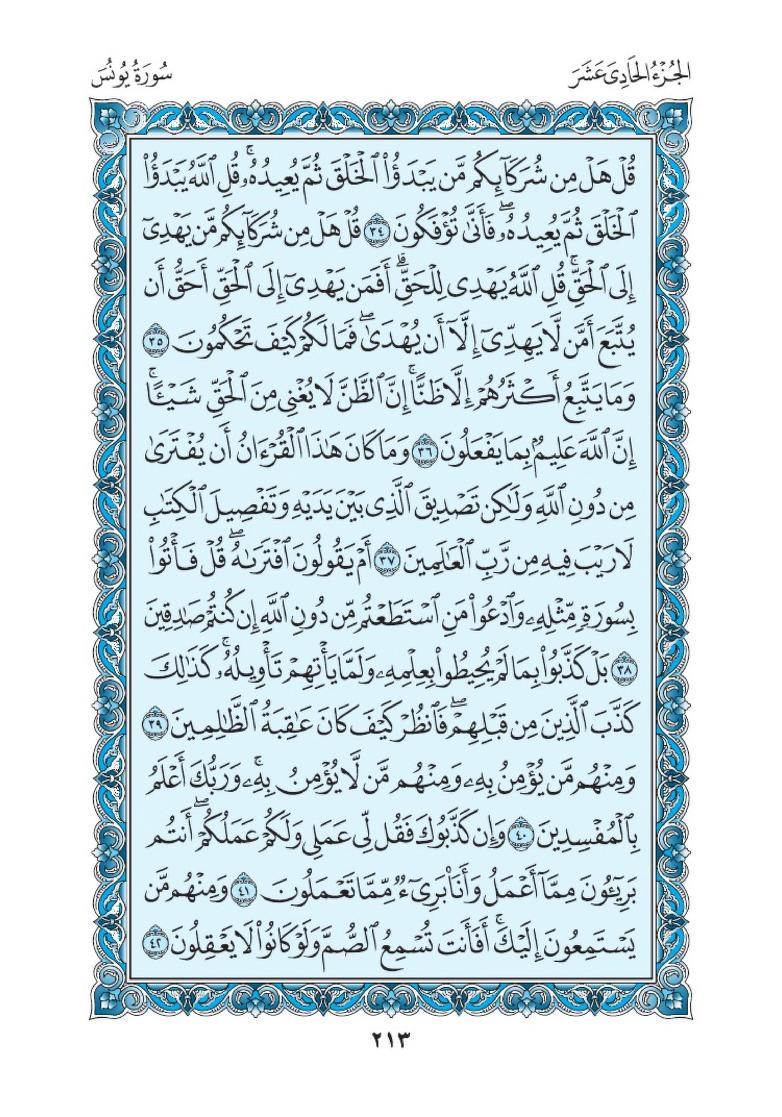 الجُزْءُ الحَادِىَ عَشَرَ
سُورَةُ يُونُسَ
قُلْ هَلْ مِن شُرَكَآئِكُم مَّن يَبْدَؤُا۟ ٱلْخَلْقَ ثُمَّ يُعِيدُهُۥۚ قُلِ ٱللَّهُ يَبْدَؤُا۟
ٱلْخَلْقَ ثُمَّ يُعِيدُهُۥۖ فَأَنَّىٰ تُؤْفَكُونَ ٣٤ قُلْ هَلْ مِن شُرَكَآئِكُم مَّن يَهْدِىٓ
إِلَى ٱلْحَقِّۚ قُلِ ٱللَّهُ يَهْدِى لِلْحَقِّۗ أَفَمَن يَهْدِىٓ إِلَى ٱلْحَقِّ أَحَقُّ أَن
يُتَّبَعَ أَمَّن لَّا يَهِدِّىٓ إِلَّآ أَن يُهْدَىٰۖ فَمَا لَكُمْ كَيْفَ تَحْكُمُونَ ٣٥
وَمَا يَتَّبِعُ أَكْثَرُهُمْ إِلَّا ظَنًّاۚ إِنَّ ٱلظَّنَّ لَا يُغْنِى مِنَ ٱلْحَقِّ شَيْـًٔاۚ
إِنَّ ٱللَّهَ عَلِيمٌۢ بِمَا يَفْعَلُونَ ٣٦ وَمَا كَانَ هَٰذَا ٱلْقُرْءَانُ أَن يُفْتَرَىٰ
مِن دُونِ ٱللَّهِ وَلَٰكِن تَصْدِيقَ ٱلَّذِى بَيْنَ يَدَيْهِ وَتَفْصِيلَ ٱلْكِتَٰبِ
لَا رَيْبَ فِيهِ مِن رَّبِّ ٱلْعَٰلَمِينَ ٣٧ أَمْ يَقُولُونَ ٱفْتَرَىٰهُۖ قُلْ فَأْتُوا۟
بِسُورَةٍ مِّثْلِهِۦ وَٱدْعُوا۟ مَنِ ٱسْتَطَعْتُم مِّن دُونِ ٱللَّهِ إِن كُنتُمْ صَٰدِقِينَ
٣٨ بَلْ كَذَّبُوا۟ بِمَا لَمْ يُحِيطُوا۟ بِعِلْمِهِۦ وَلَمَّا يَأْتِهِمْ تَأْوِيلُهُۥۚ كَذَٰلِكَ
كَذَّبَ ٱلَّذِينَ مِن قَبْلِهِمْۖ فَٱنظُرْ كَيْفَ كَانَ عَٰقِبَةُ ٱلظَّٰلِمِينَ ٣٩
وَمِنْهُم مَّن يُؤْمِنُ بِهِۦ وَمِنْهُم مَّن لَّا يُؤْمِنُ بِهِۦۚ وَرَبُّكَ أَعْلَمُ
بِٱلْمُفْسِدِينَ ٤٠ وَإِن كَذَّبُوكَ فَقُل لِّى عَمَلِى وَلَكُمْ عَمَلُكُمْۖ أَنتُم
بَرِيٓـُٔونَ مِمَّآ أَعْمَلُ وَأَنَا۠ بَرِىٓءٌ مِّمَّا تَعْمَلُونَ ٤١ وَمِنْهُم مَّن
يَسْتَمِعُونَ إِلَيْكَۚ أَفَأَنتَ تُسْمِعُ ٱلصُّمَّ وَلَوْ كَانُوا۟ لَا يَعْقِلُونَ ٤٢
٢١٣